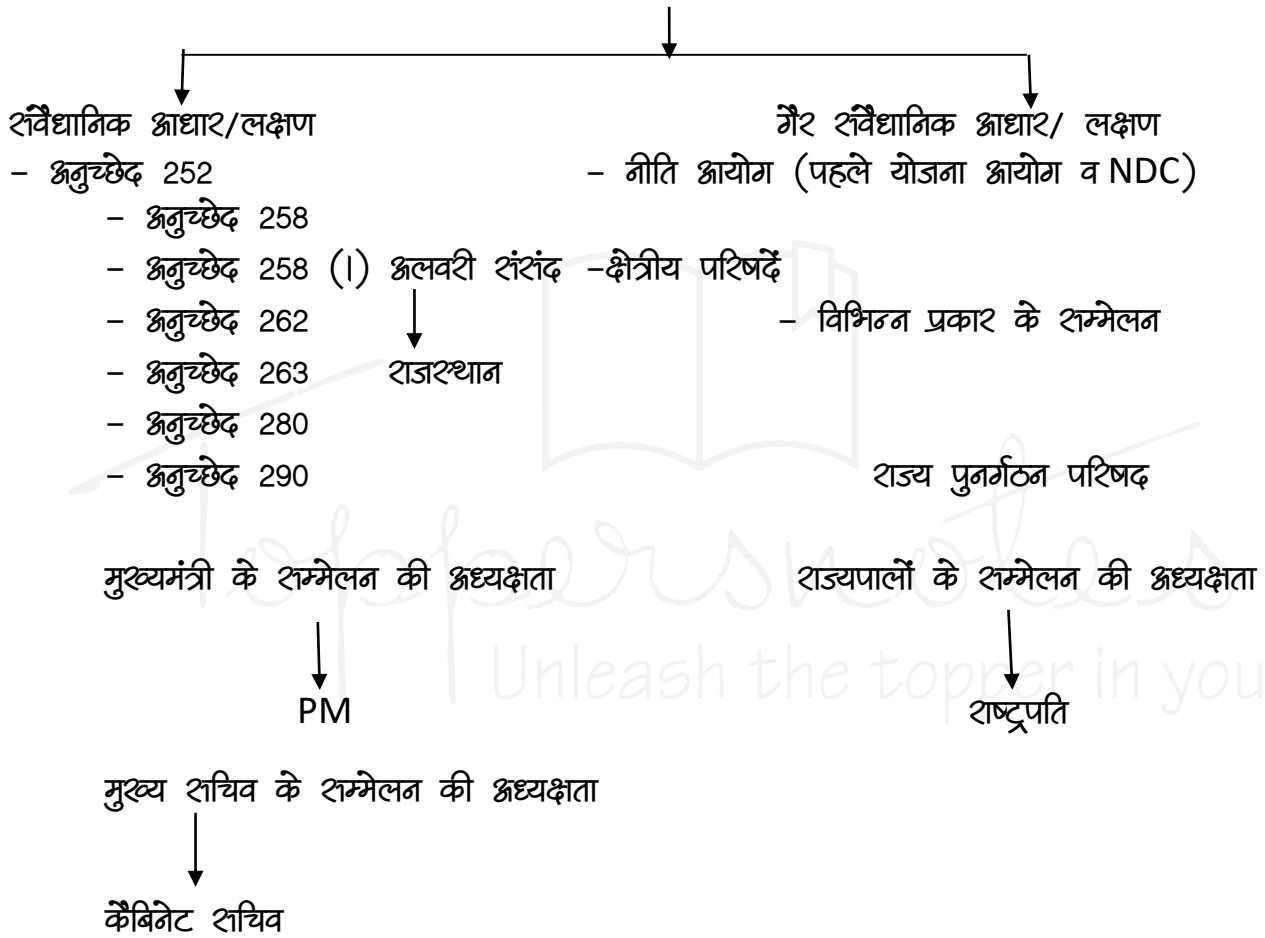 संवैधानिक आधार/लक्षण गैर संवैधानिक आधार/ लक्षण
– अनुच्छेद 252 – नीति आयोग (पहले योजना आयोग व NDC)
– अनुच्छेद 258
– अनुच्छेद 258 (।) अलवरी संसंद –क्षेत्रीय परिषदें
– अनुच्छेद 262 – विभिन्न प्रकार के सम्मेलन
– अनुच्छेद 263 राजस्थान
– अनुच्छेद 280
– अनुच्छेद 290 राज्य पुनर्गठन परिषद
मुख्यमंत्री के सम्मेलन की अध्यक्षता राज्यपालों के सम्मेलन की अध्यक्षता
PM राष्ट्रपति
मुख्य सचिव के सम्मेलन की अध्यक्षता
कैबिनेट सचिव
Toppersnotes
Unleash the topper in you